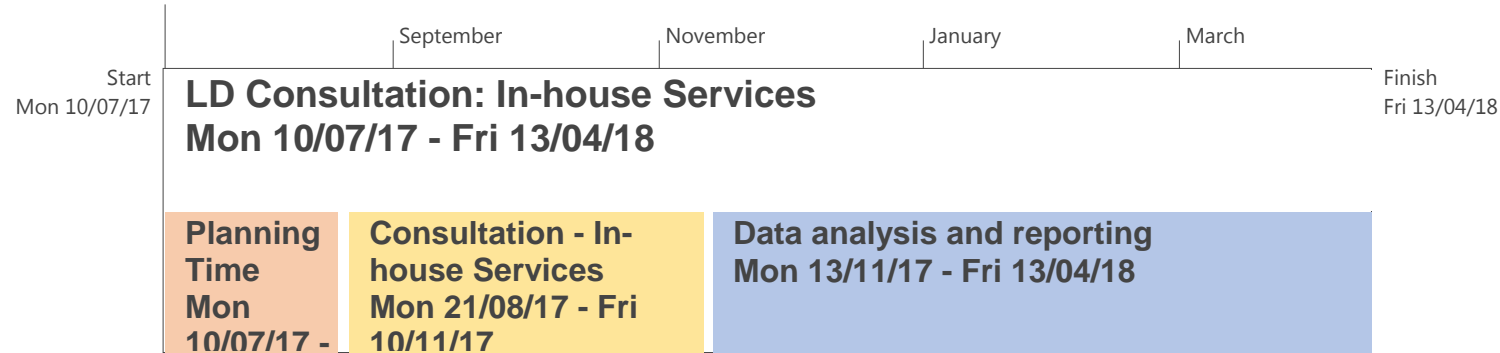 September
November
January
March
Start
Mon 10/07/17
Finish
Fri 13/04/18
LD Consultation: In-house Services
Mon 10/07/17 - Fri 13/04/18
Planning
Time
Mon
10/07/17 -
Consultation - In-
house Services
Mon 21/08/17 - Fri
10/11/17
Data analysis and reporting
Mon 13/11/17 - Fri 13/04/18